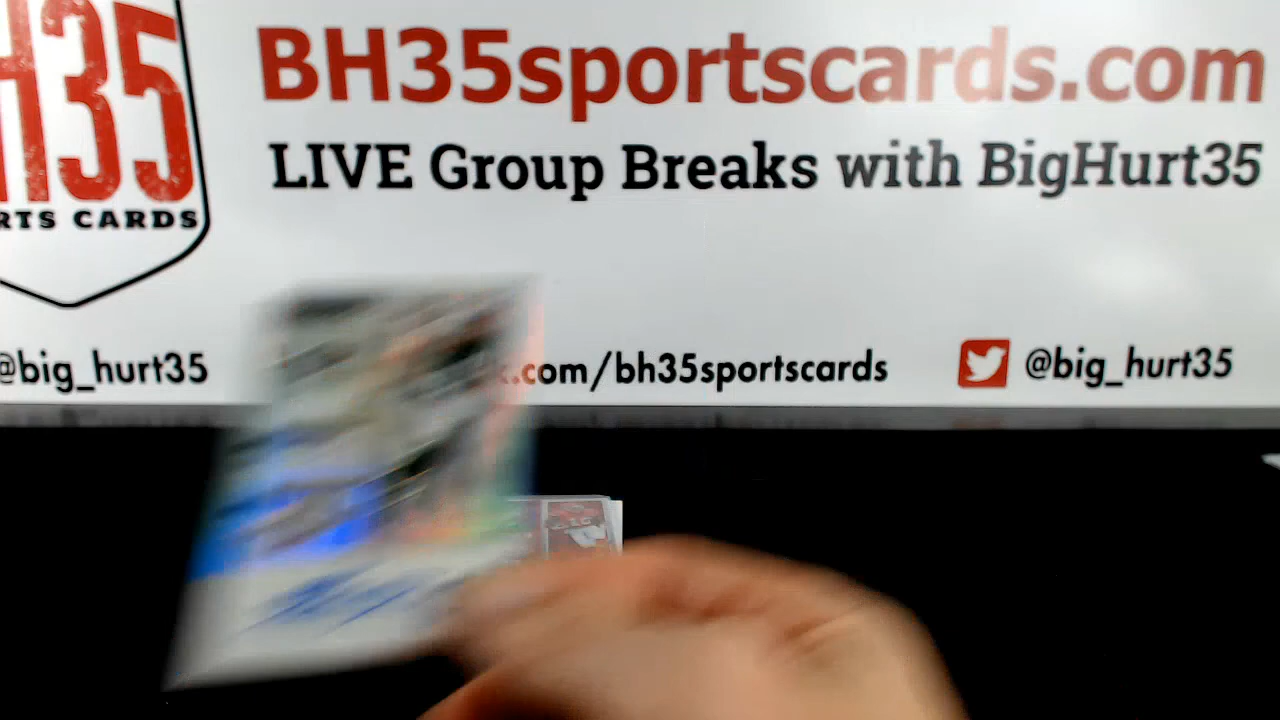 H35
RTS CARDS
BH35sportscards.com
LIVE Group Breaks with BigHurt35
@big_hurt35
.com/bh35sportscards
@big_hurt35